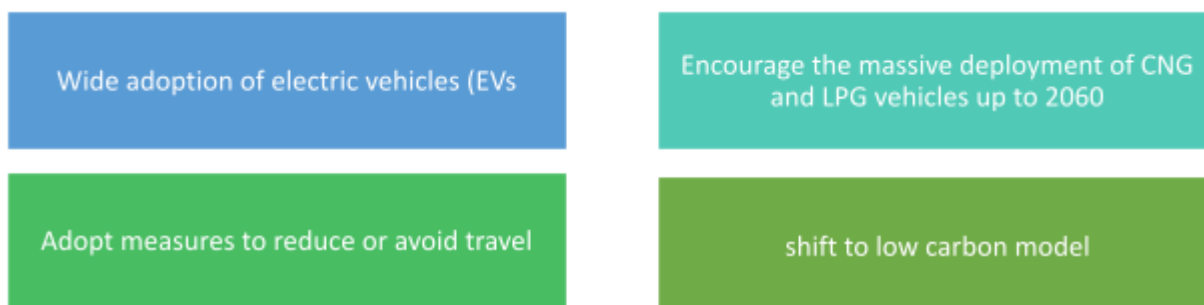 Wide adoption of electric vehicles (EVs
Encourage the massive deployment of CNG
and LPG vehicles up to 2060
Adopt measures to reduce or avoid travel
shift to low carbon model